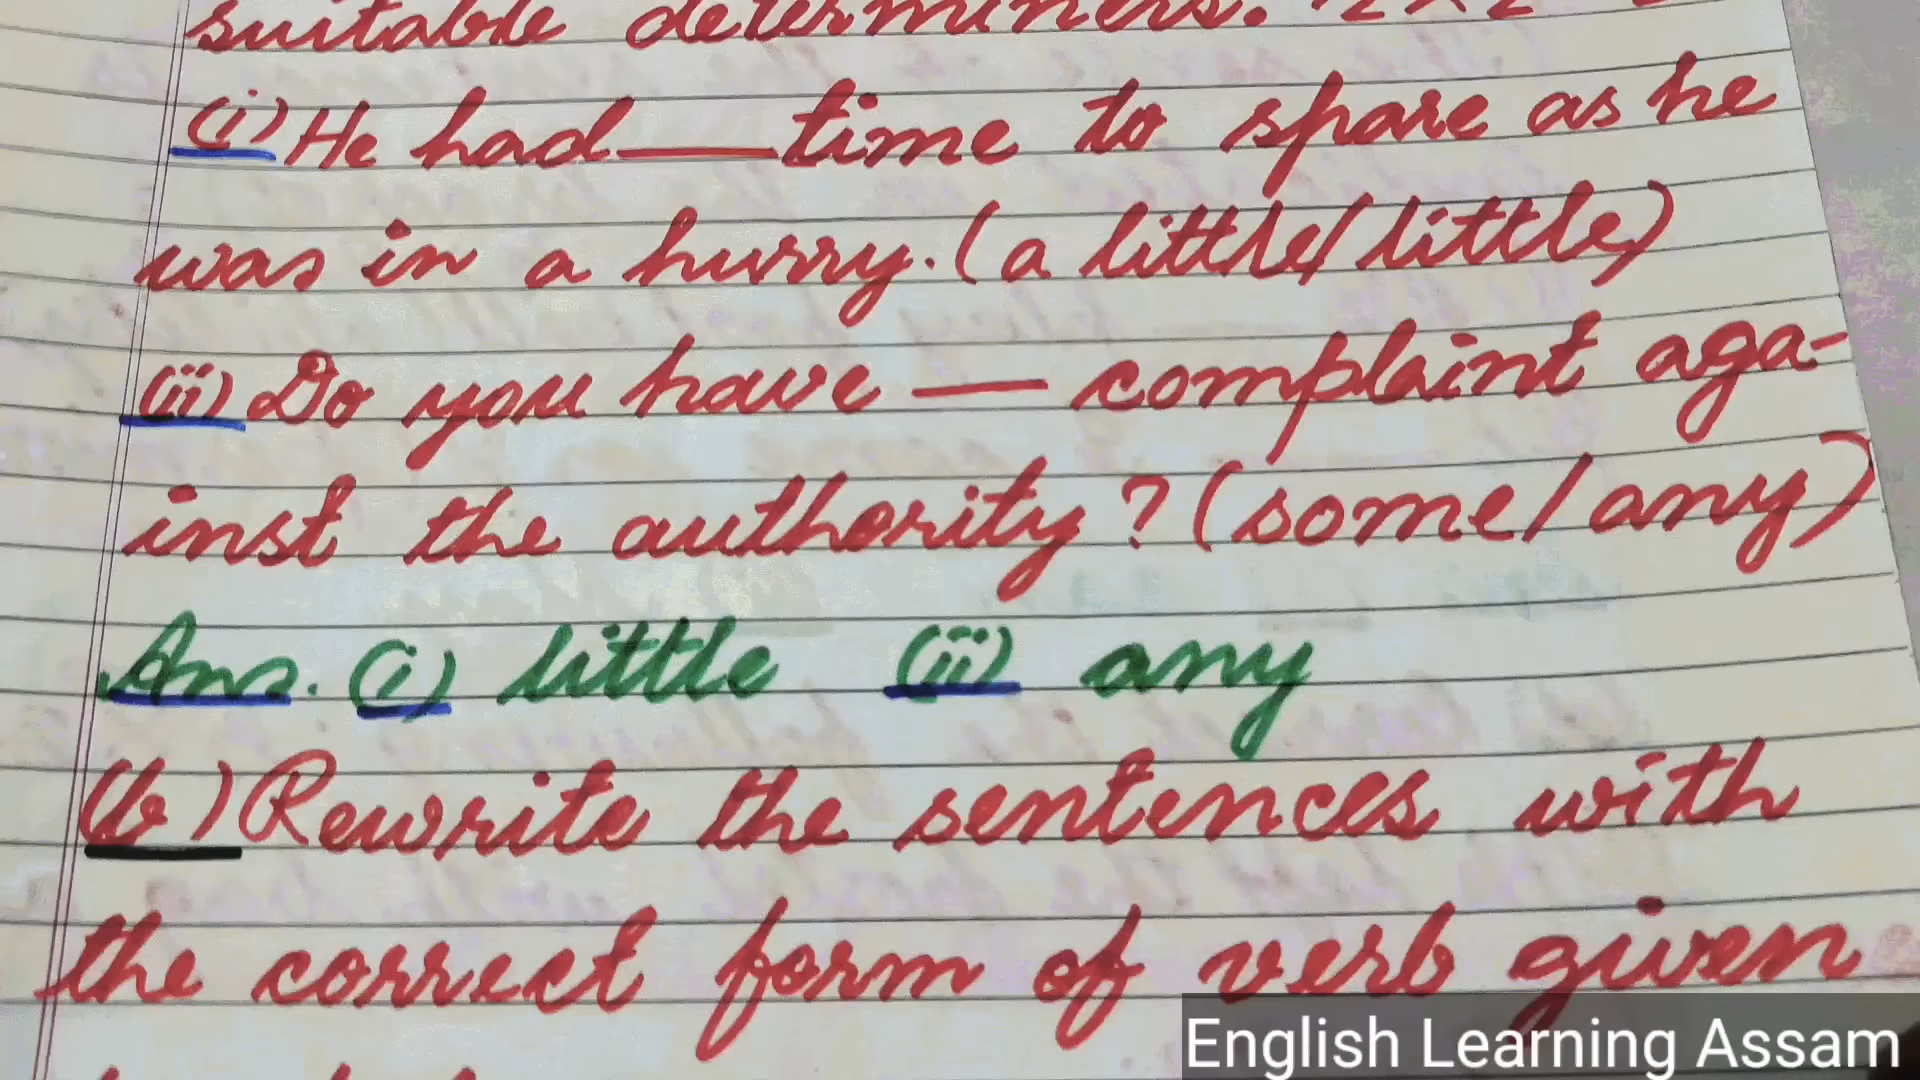 suitable determiners.
(i) He had ___ time to spare as he
was in a hurry. (a little/little)
(ii) Do you have — complaint aga-
inst the authority? (some/any)
Ans. (i) little (ii) any
(b) Rewrite the sentences with
the correct form of verb given
English Learning Assam